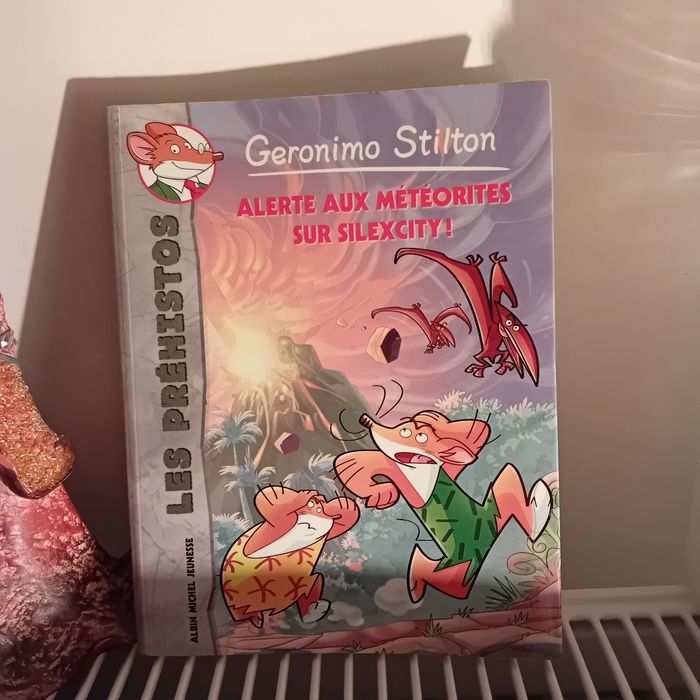 Geronimo Stilton
ALERTE AUX MÉTÉORITES
SUR SILEXCITY !
LES PRÉHISTOS
ALBIN MICHEL JEUNESSE